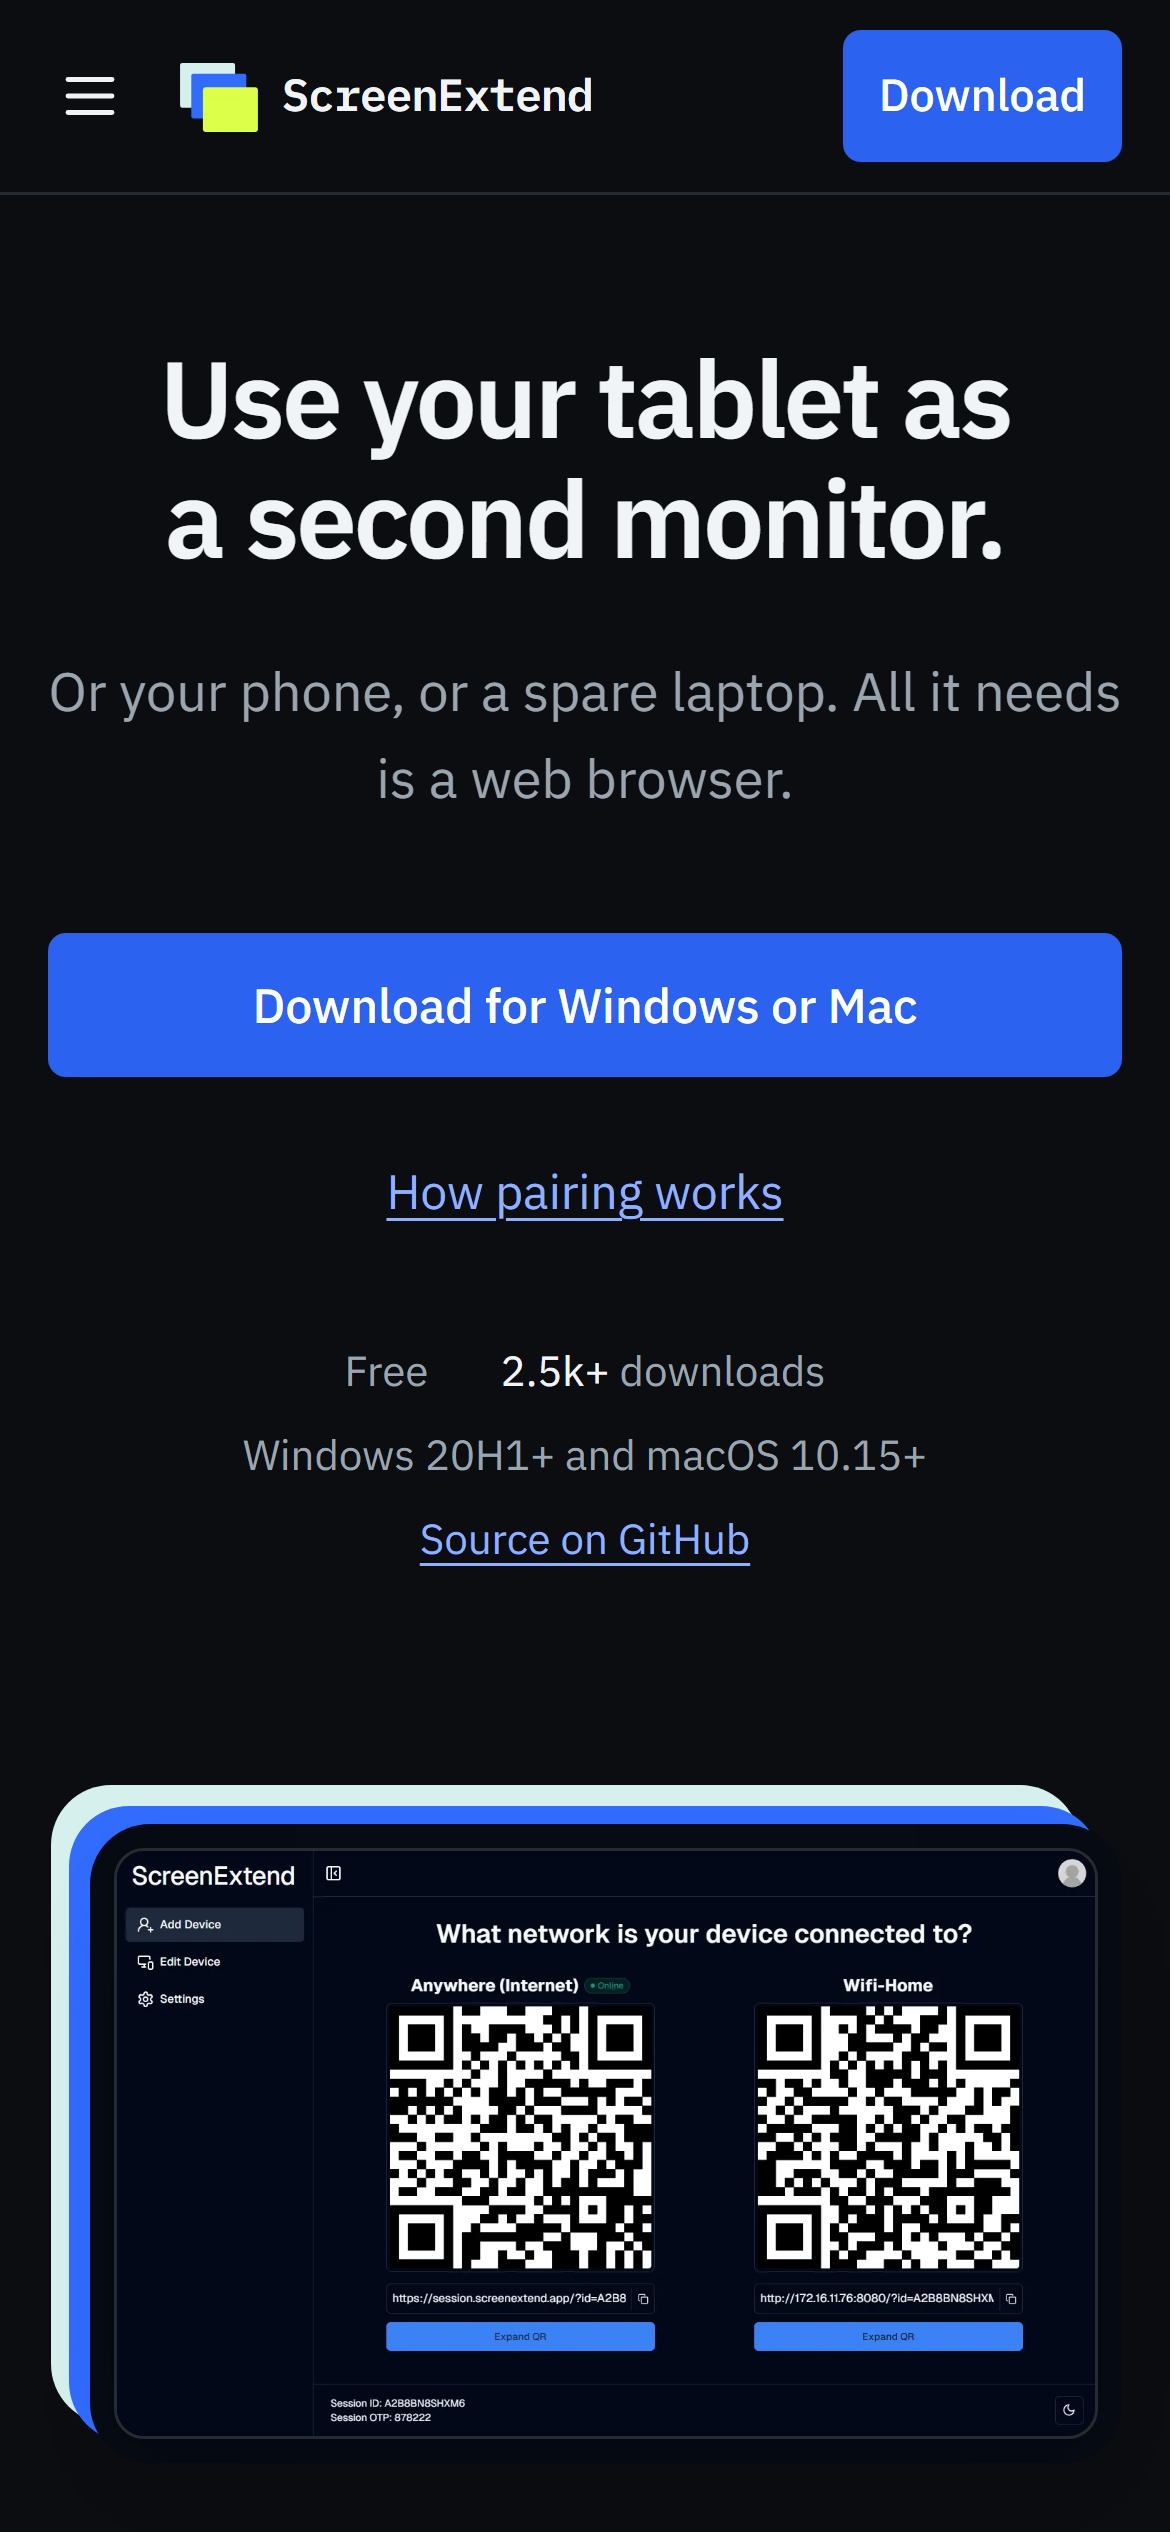 ScreenExtend
Download
Use your tablet as
a second monitor.
Or your phone, or a spare laptop. All it needs
is a web browser.
Download for Windows or Mac
How pairing works
Free 2.5k+ downloads
Windows 20H1+ and macOS 10.15+
Source on GitHub
ScreenExtend
Add Device
Edit Device
Settings
What network is your device connected to?
Anywhere (Internet) Online
https://session.screenextend.app/?id=A2B8
Expand QR
Wifi-Home
http://172.16.11.76:8080/?id=A2B8BN8SHXM
Expand QR
Session ID: A2B8BN8SHXM6
Session OTP: 878222